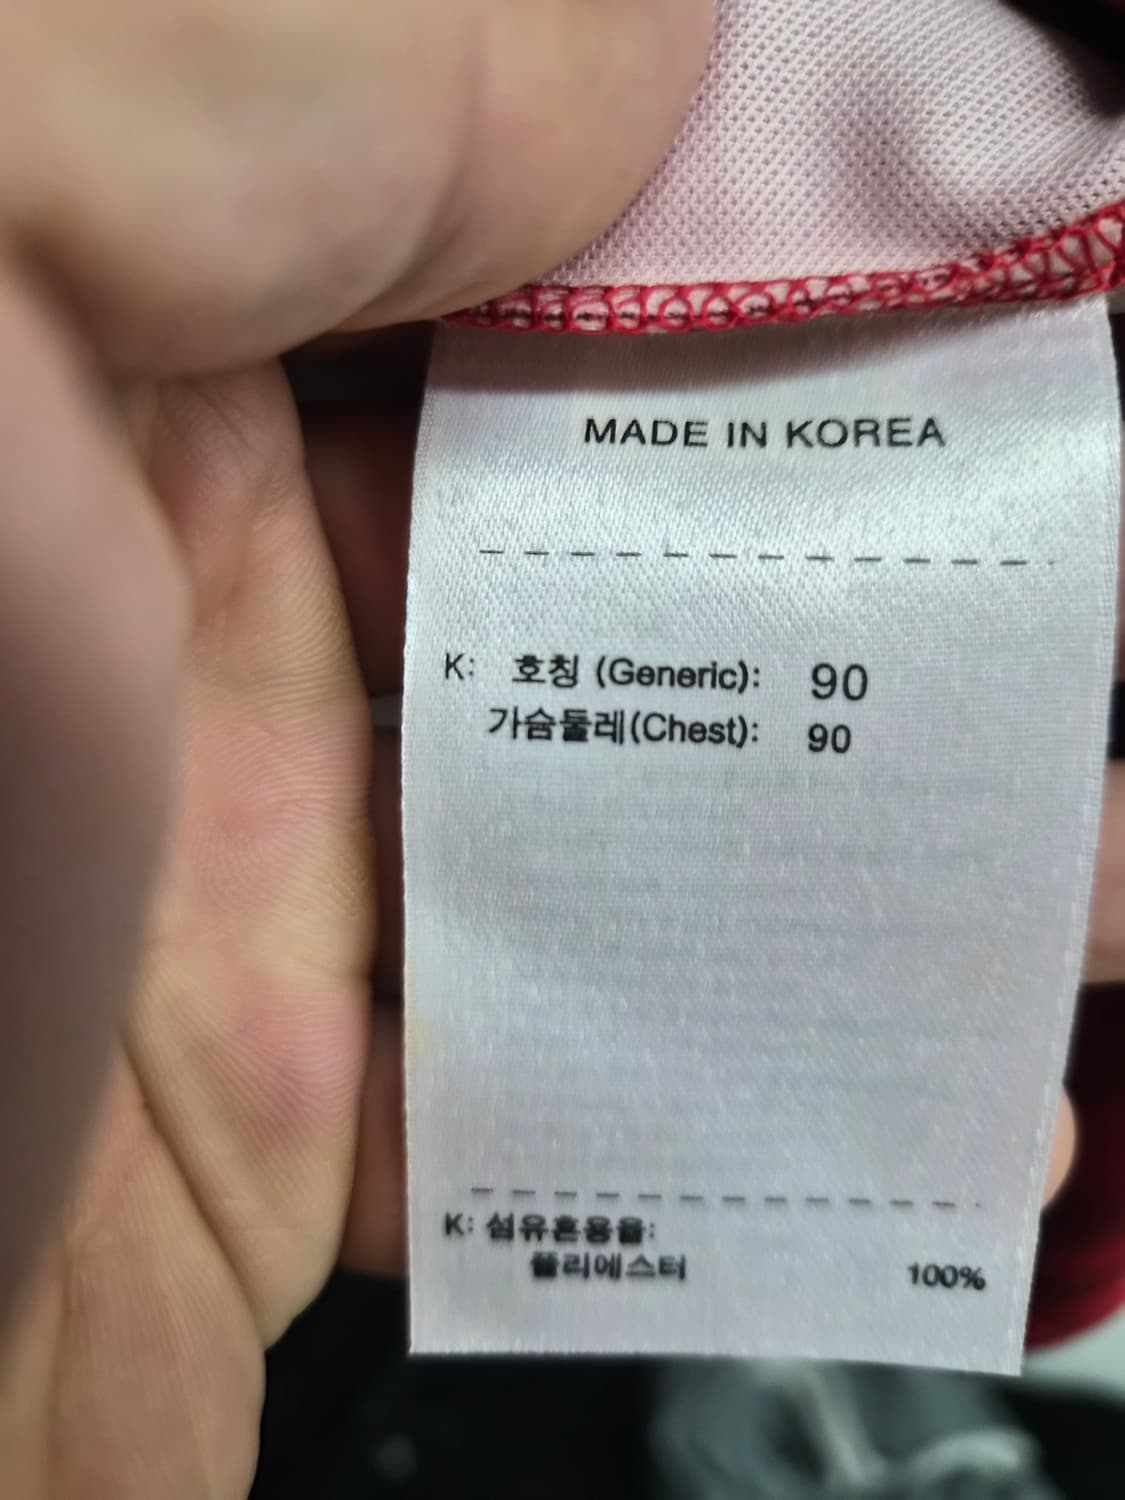 MADE IN KOREA
K: 호칭 (Generic): 90
가슴둘레(Chest): 90
K: 섬유혼용율:
폴리에스터 100%